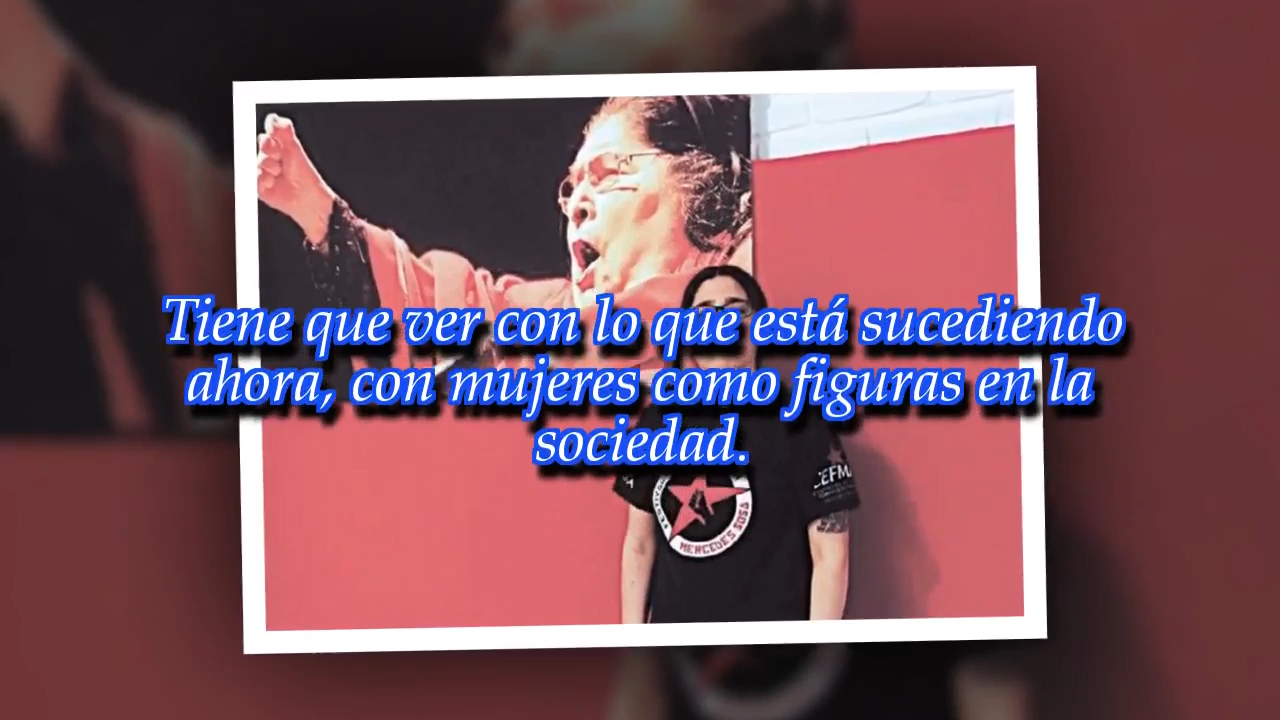 Tiene que ver con lo que está sucediendo
ahora, con mujeres como figuras en la
sociedad.
MERCEDES SOSA